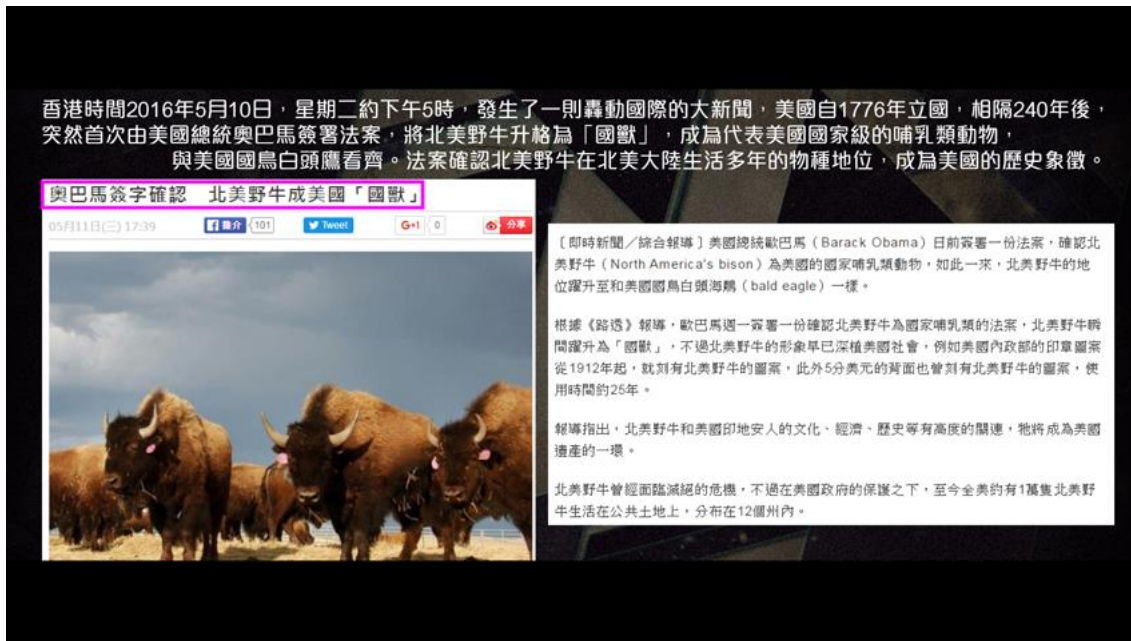 香港時間2016年5月10日，星期二約下午5時，發生了一則轟動國際的大新聞，美國自1776年立國，相隔240年後，
突然首次由美國總統奧巴馬簽署法案，將北美野牛升格為「國獸」，成為代表美國國家級的哺乳類動物，
與美國國鳥白頭鷹看齊。法案確認北美野牛在北美大陸生活多年的物種地位，成為美國的歷史象徵。
奧巴馬簽字確認　北美野牛成美國「國獸」
05月11日(三) 17:39 推介 101 Tweet G+1 0 分享
〔即時新聞／綜合報導〕美國總統歐巴馬（Barack Obama）日前簽署一份法案，確認北
美野牛（North America's bison）為美國的國家哺乳類動物，如此一來，北美野牛的地
位躍升至和美國國鳥白頭海鵰（bald eagle）一樣。
根據《路透》報導，歐巴馬週一簽署一份確認北美野牛為國家哺乳類的法案，北美野牛瞬
間躍升為「國獸」，不過北美野牛的形象早已深植美國社會，例如美國內政部的印章圖案
從1912年起，就刻有北美野牛的圖案，此外5分美元的背面也曾刻有北美野牛的圖案，使
用時間約25年。
報導指出，北美野牛和美國印地安人的文化、經濟、歷史等有高度的關連，牠將成為美國
遺產的一環。
北美野牛曾經面臨滅絕的危機，不過在美國政府的保護之下，至今全美約有1萬隻北美野
牛生活在公共土地上，分布在12個州內。